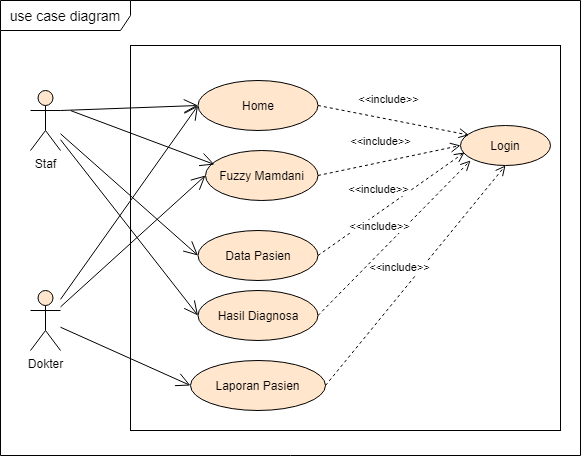 use case diagram
Staf
Dokter
Home
Fuzzy Mamdani
Data Pasien
Hasil Diagnosa
Laporan Pasien
<<include>>
<<include>>
<<include>>
<<include>>
<<include>>
Login